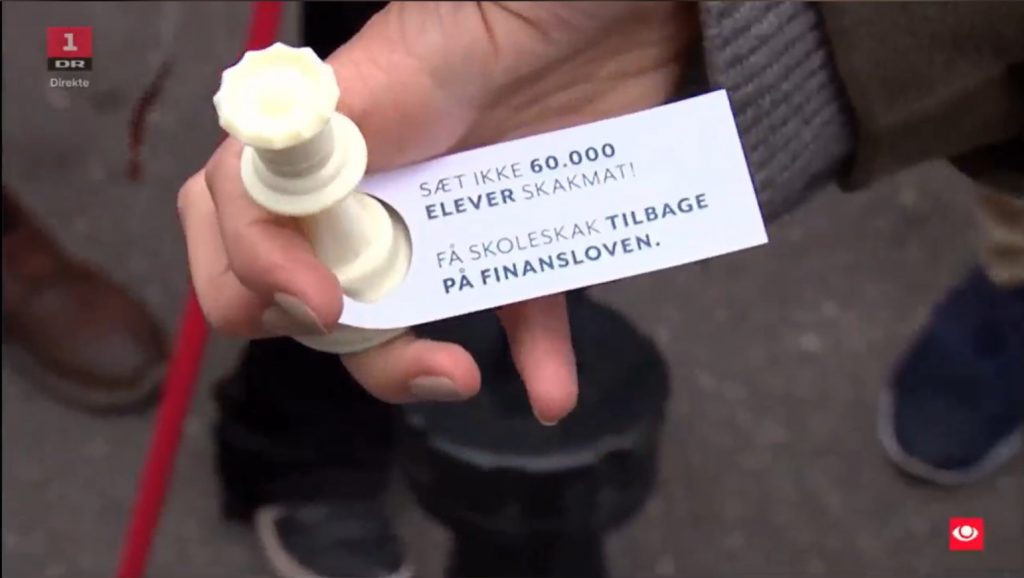 1
DR
Direkte
SÆT IKKE 60.000
ELEVER SKAKMAT!
FÅ SKOLESKAK TILBAGE
PÅ FINANSLOVEN.